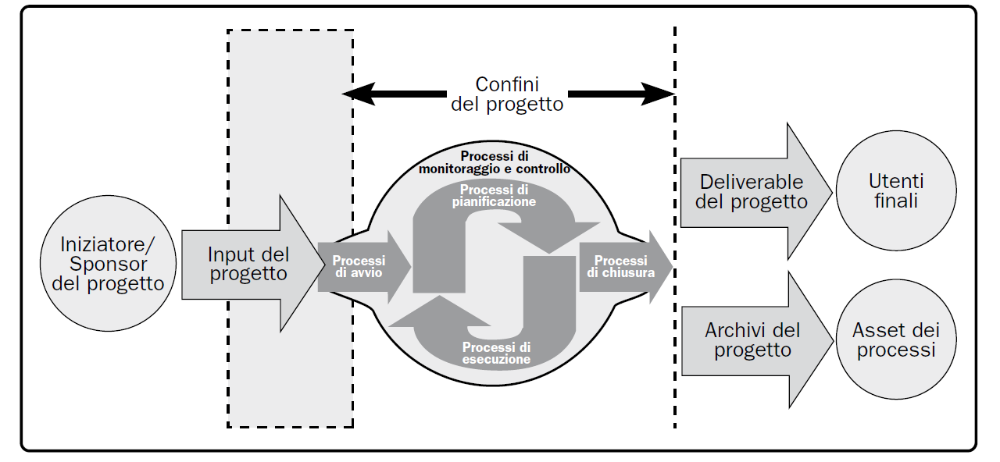 Confini
del progetto
Processi di
monitoraggio e controllo
Processi di
pianificazione
Iniziatore/
Sponsor
del progetto
Input del
progetto
Processi
di avvio
Processi
di chiusura
Processi di
esecuzione
Deliverable
del progetto
Utenti
finali
Archivi del
progetto
Asset dei
processi